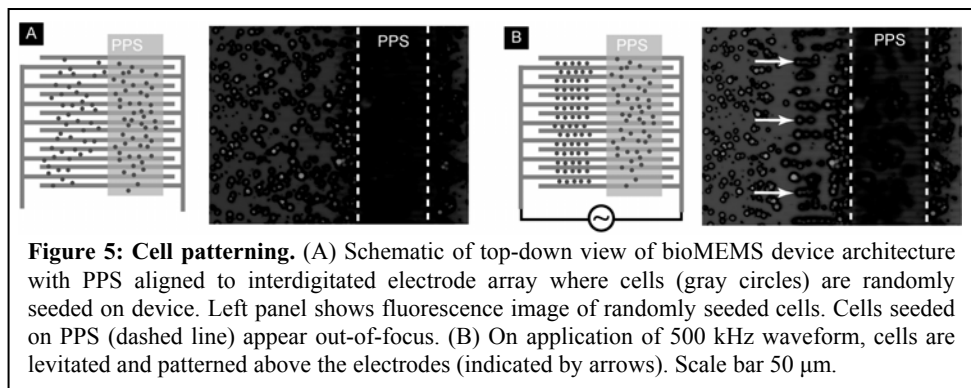 A
PPS
PPS
B
PPS
PPS
Figure 5: Cell patterning. (A) Schematic of top-down view of bioMEMS device architecture
with PPS aligned to interdigitated electrode array where cells (gray circles) are randomly
seeded on device. Left panel shows fluorescence image of randomly seeded cells. Cells seeded
on PPS (dashed line) appear out-of-focus. (B) On application of 500 kHz waveform, cells are
levitated and patterned above the electrodes (indicated by arrows). Scale bar 50 μm.